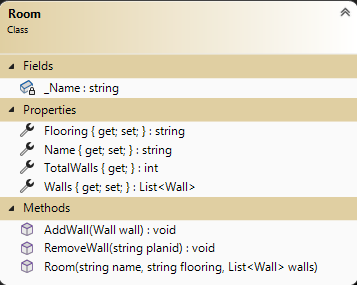 Room
Class
Fields
_Name : string
Properties
Flooring { get; set; } : string
Name { get; set; } : string
TotalWalls { get; } : int
Walls { get; set; } : List<Wall>
Methods
AddWall(Wall wall) : void
RemoveWall(string planid) : void
Room(string name, string flooring, List<Wall> walls)